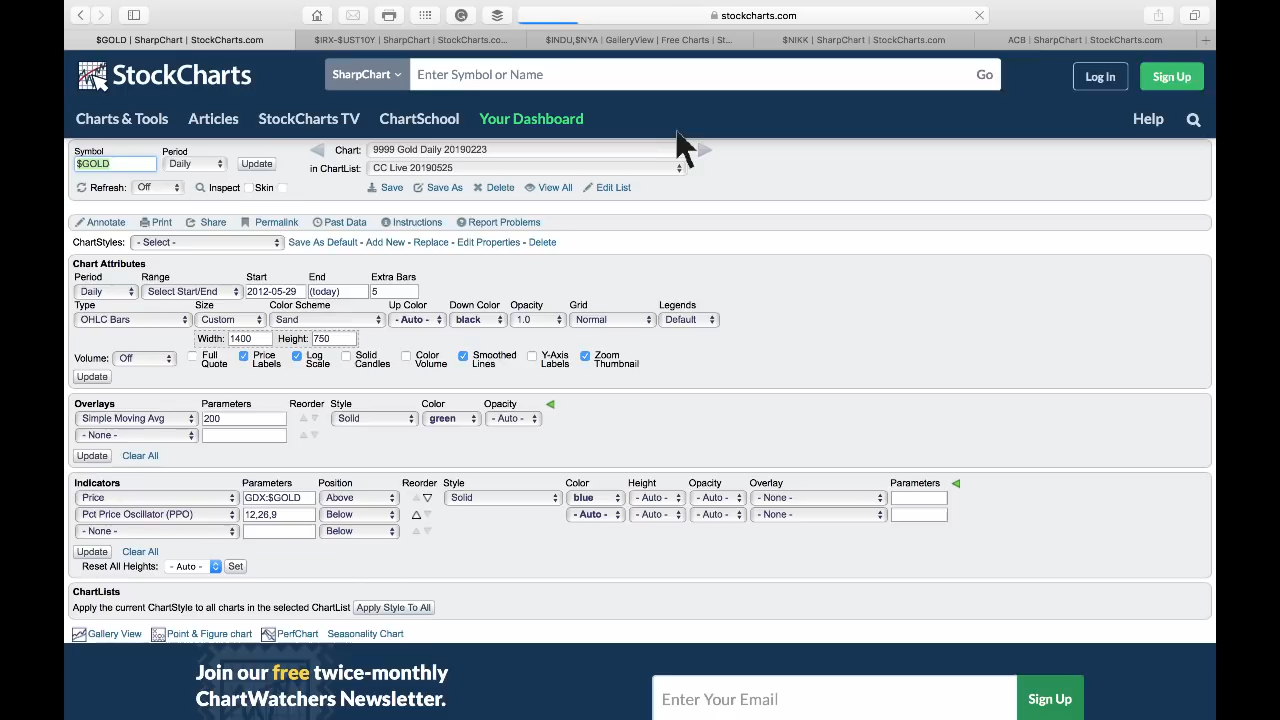 stockcharts.com
$GOLD | SharpChart | StockCharts.com
$IRX-$UST10Y | SharpChart | StockCharts.co...
$INDU,$NYA | GalleryView | Free Charts | St...
$NIKK | SharpChart | StockCharts.com
ACB | SharpChart | StockCharts.com
StockCharts
SharpChart
Enter Symbol or Name
Go
Log In
Sign Up
Charts & Tools
Articles
StockCharts TV
ChartSchool
Your Dashboard
Help
Symbol Period
$GOLD Daily Update
Chart: 9999 Gold Daily 20190223
in ChartList: CC Live 20190525
Refresh: Off Inspect Skin
Save Save As Delete View All Edit List
Annotate Print Share Permalink Past Data Instructions Report Problems
ChartStyles: - Select - Save As Default - Add New - Replace - Edit Properties - Delete
Chart Attributes
Period Range Start End Extra Bars
Daily Select Start/End 2012-05-29 (today) 5
Type Size Color Scheme Up Color Down Color Opacity Grid Legends
OHLC Bars Custom Sand - Auto - black 1.0 Normal Default
Width: 1400 Height: 750
Volume: Off Full Quote Price Labels Log Scale Solid Candles Color Volume Smoothed Lines Y-Axis Labels Zoom Thumbnail
Update
Overlays Parameters Reorder Style Color Opacity
Simple Moving Avg 200 Solid green - Auto -
- None -
Update Clear All
Indicators Parameters Position Reorder Style Color Height Opacity Overlay Parameters
Price GDX:$GOLD Above Solid blue - Auto - - Auto - - None -
Pct Price Oscillator (PPO) 12,26,9 Below - Auto - - Auto - - Auto - - None -
- None - Below
Update Clear All
Reset All Heights: - Auto - Set
ChartLists
Apply the current ChartStyle to all charts in the selected ChartList Apply Style To All
Gallery View Point & Figure chart PerfChart Seasonality Chart
Join our free twice-monthly
ChartWatchers Newsletter.
Enter Your Email
Sign Up